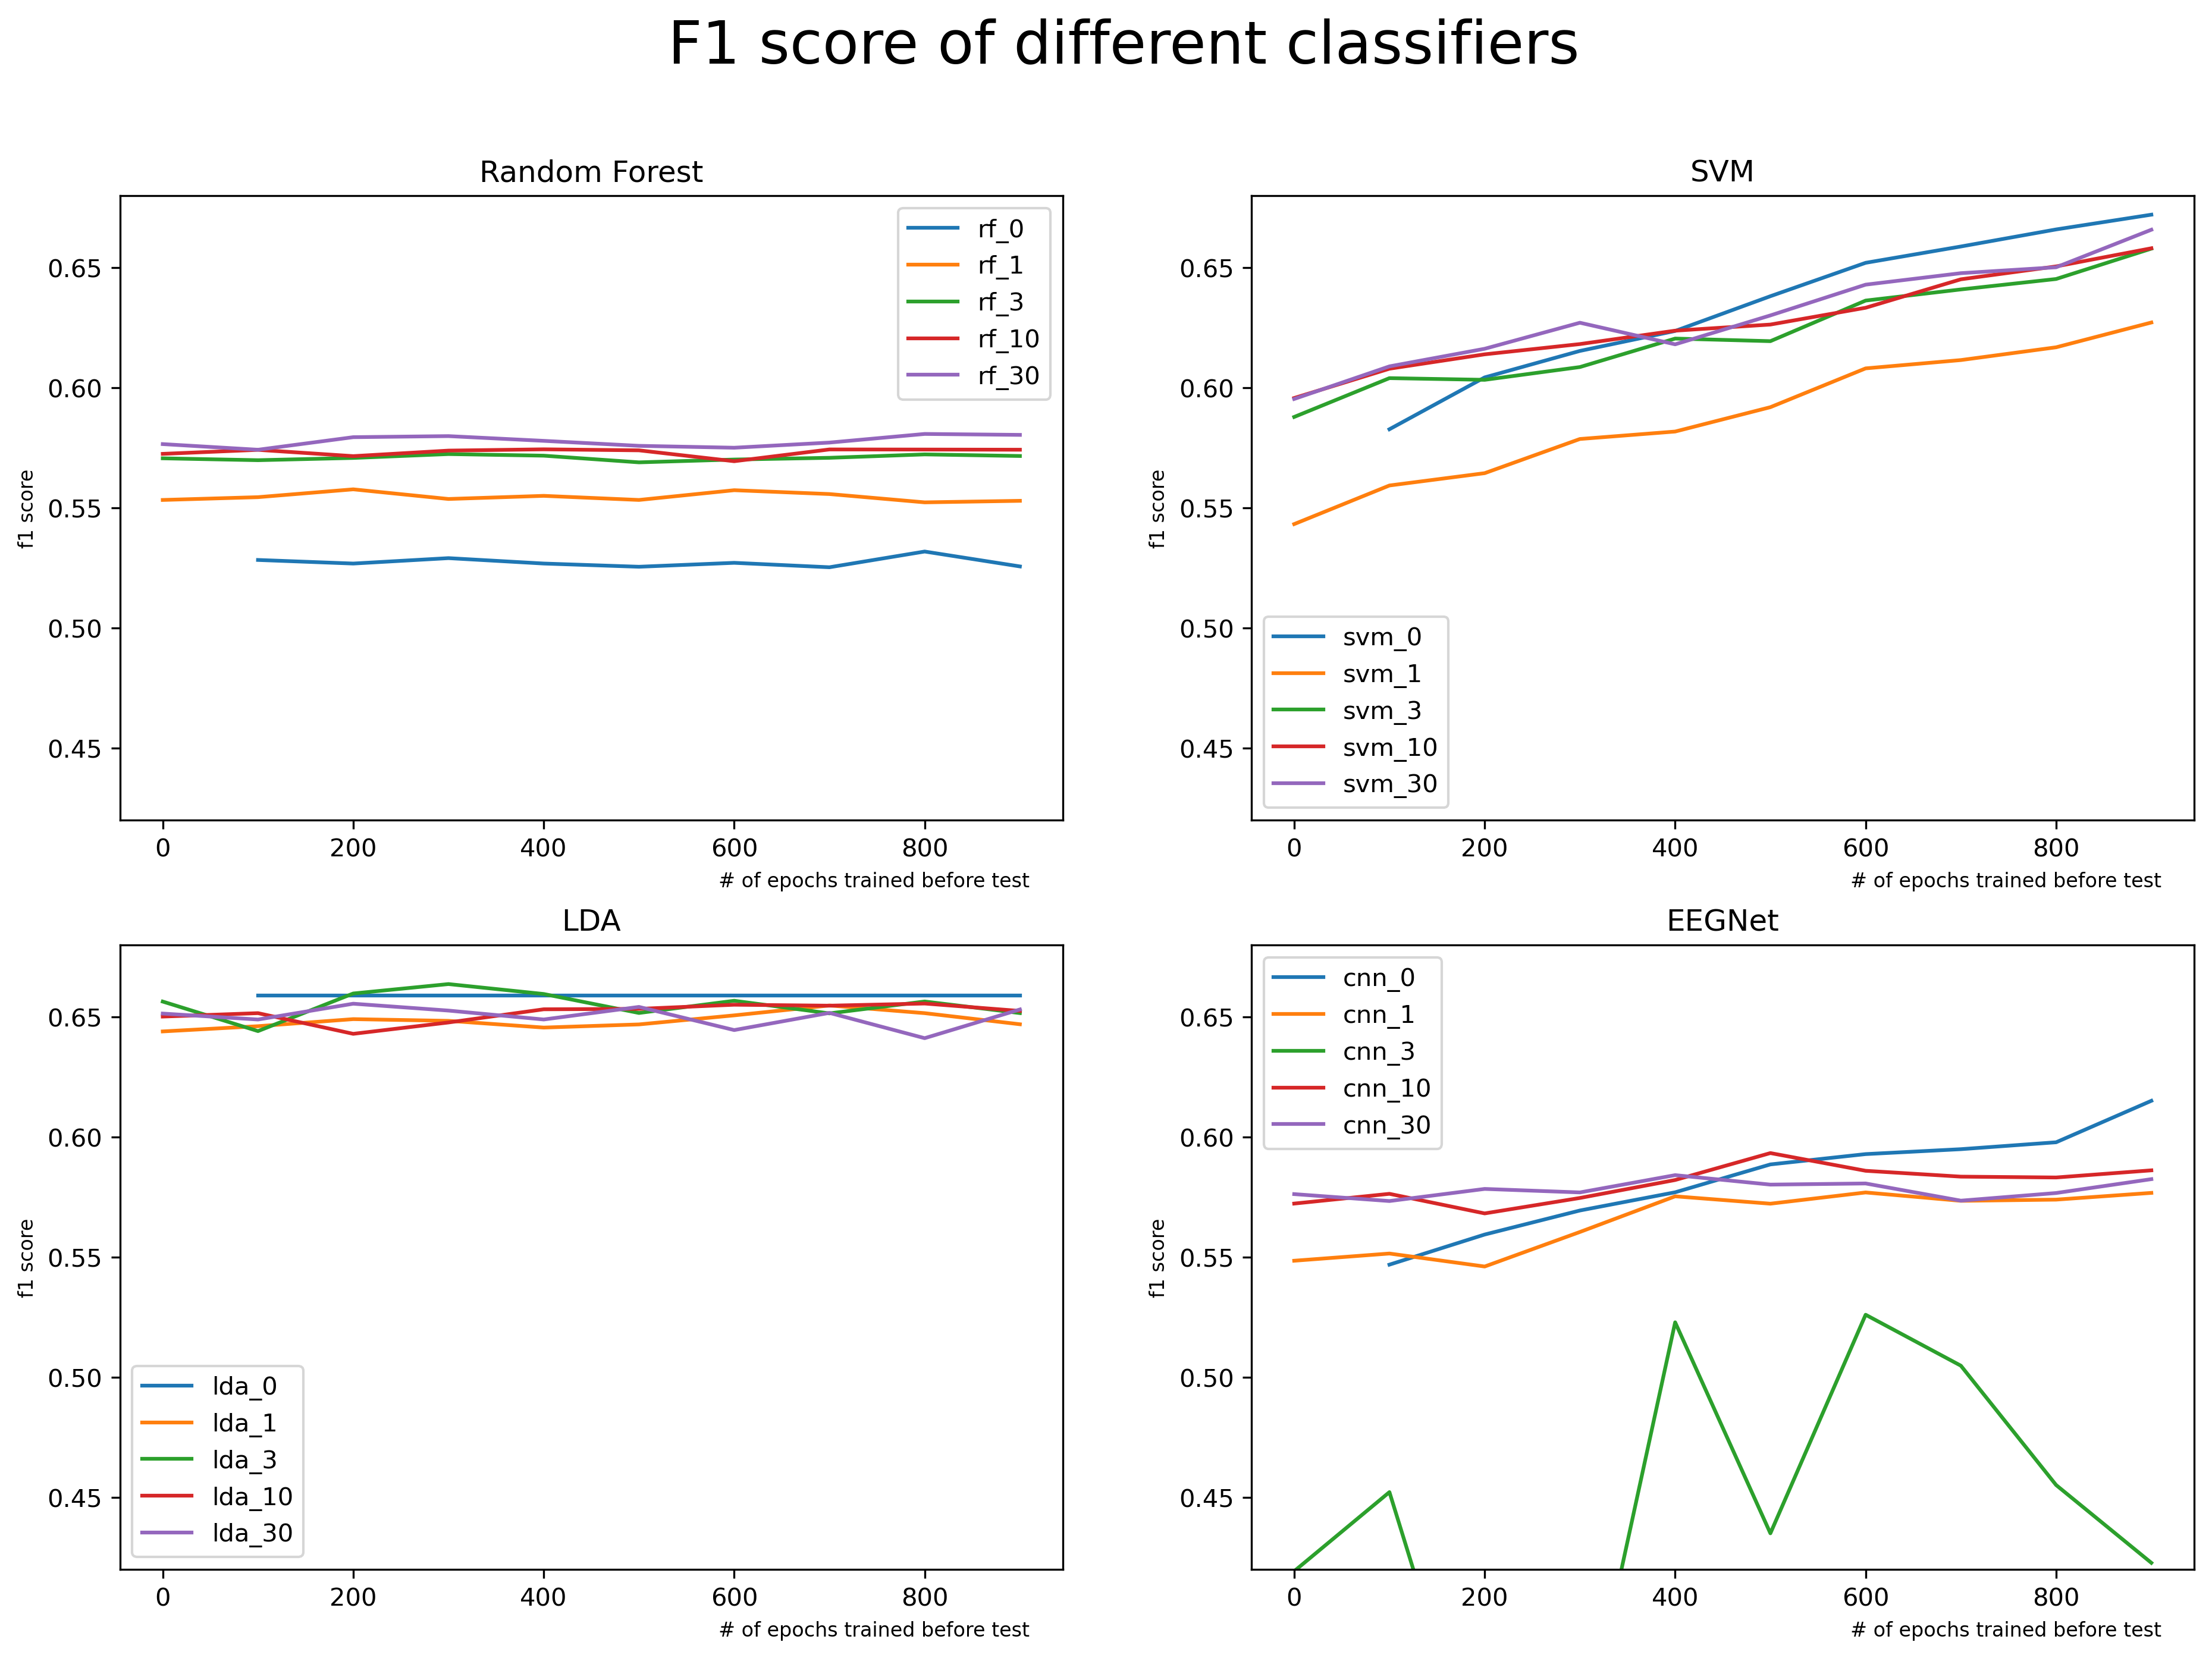 F1 score of different classifiers
Random Forest
f1 score
0.65
0.60
0.55
0.50
0.45
rf_0
rf_1
rf_3
rf_10
rf_30
0 200 400 600 800
# of epochs trained before test
SVM
f1 score
0.65
0.60
0.55
0.50
0.45
svm_0
svm_1
svm_3
svm_10
svm_30
0 200 400 600 800
# of epochs trained before test
LDA
f1 score
0.65
0.60
0.55
0.50
0.45
lda_0
lda_1
lda_3
lda_10
lda_30
0 200 400 600 800
# of epochs trained before test
EEGNet
f1 score
0.65
0.60
0.55
0.50
0.45
cnn_0
cnn_1
cnn_3
cnn_10
cnn_30
0 200 400 600 800
# of epochs trained before test